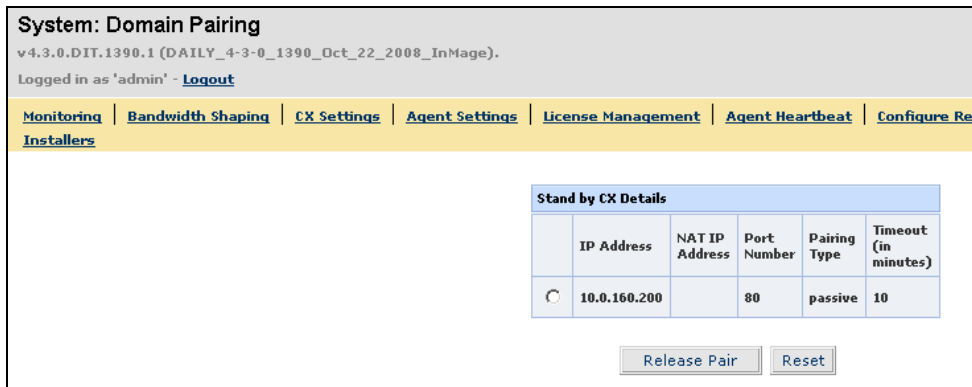 System: Domain Pairing
v4.3.0.DIT.1390.1 (DAILY_4-3-0_1390_Oct_22_2008_InMage).
Logged in as 'admin' - Logout
Monitoring | Bandwidth Shaping | CX Settings | Agent Settings | License Management | Agent Heartbeat | Configure Re
Installers
Stand by CX Details
IP Address NAT IP Address Port Number Pairing Type Timeout (in minutes)
10.0.160.200 80 passive 10
Release Pair Reset